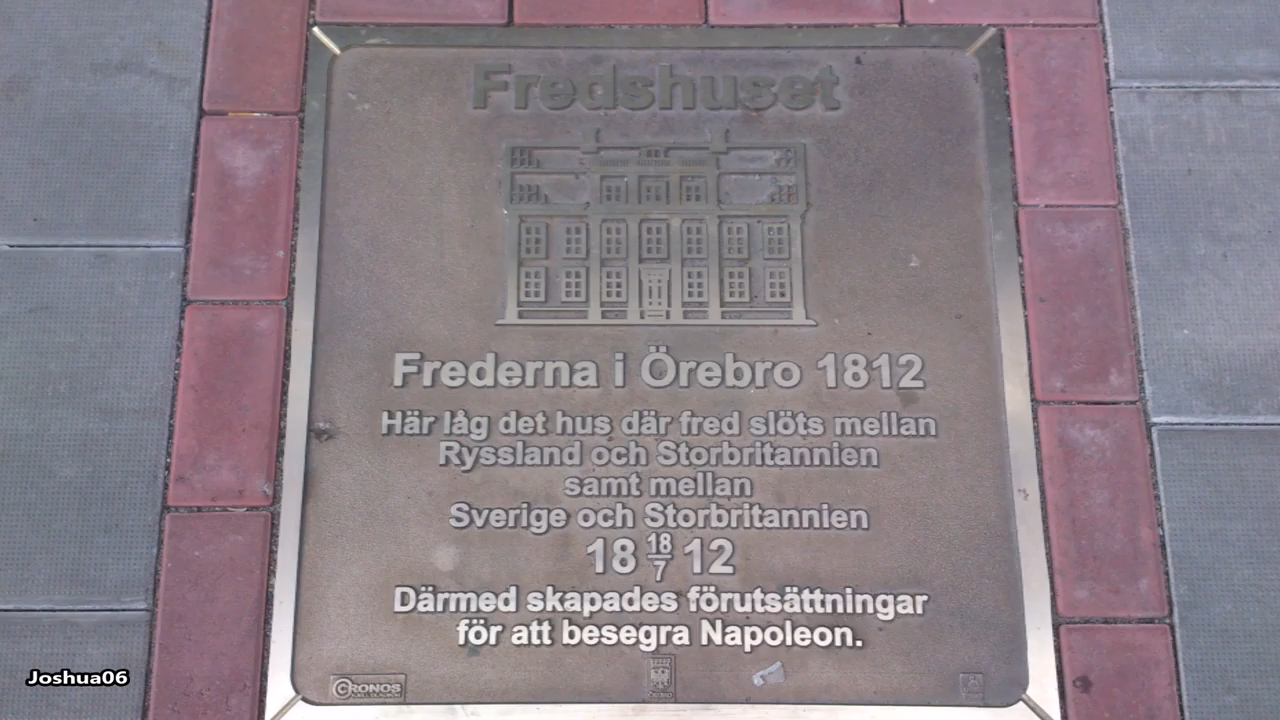 Fredshuset
Frederna i Örebro 1812
Här låg det hus där fred slöts mellan
Ryssland och Storbritannien
samt mellan
Sverige och Storbritannien
18 18/7 12
Därmed skapades förutsättningar
för att besegra Napoleon.
CRONOS
ÖREBRO
Joshua06